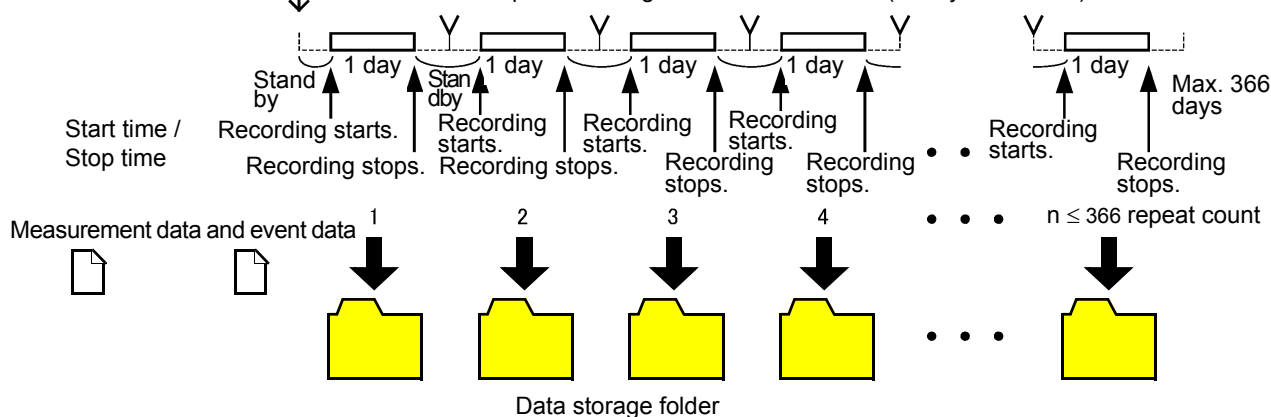 1 day 1 day 1 day 1 day 1 day
Stand
by
Stan
dby
Max. 366
days
Start time /
Stop time
Recording starts.
Recording stops.
Recording
starts.
Recording stops.
Recording
starts.
Recording
stops.
Recording
starts.
Recording
stops.
Recording
starts.
Recording
stops.
• •
Measurement data and event data
1 2 3 4 • • • n ≤ 366 repeat count
• • •
Data storage folder